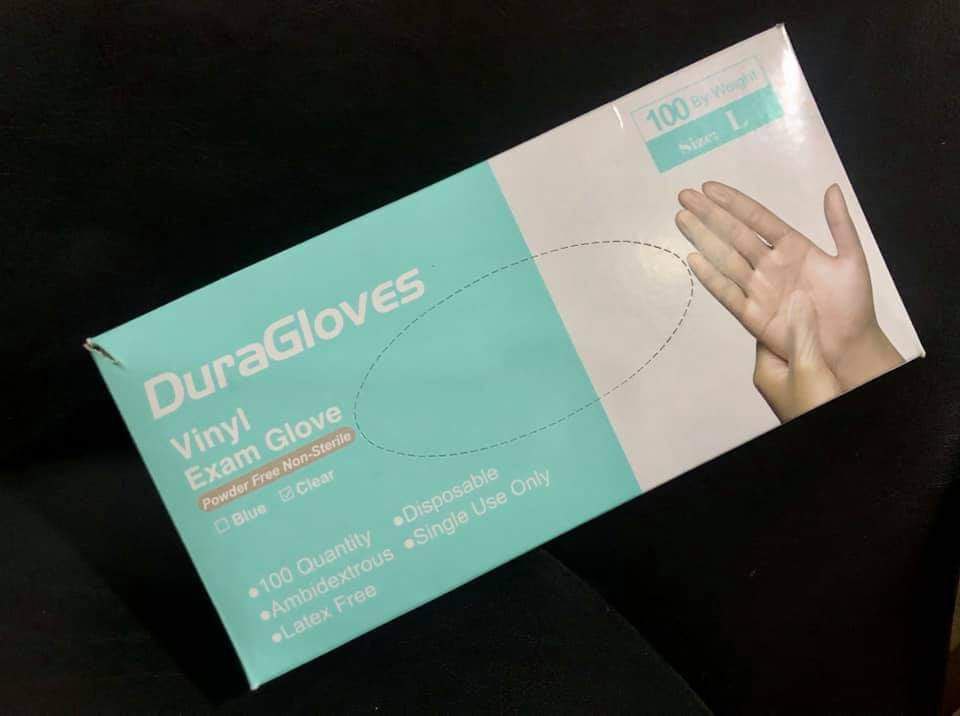 100 By Weight
Size: L
DuraGloves
Vinyl
Exam Glove
Powder Free Non-Sterile
☐ Blue ☑ Clear
●100 Quantity ●Disposable
●Ambidextrous ●Single Use Only
●Latex Free